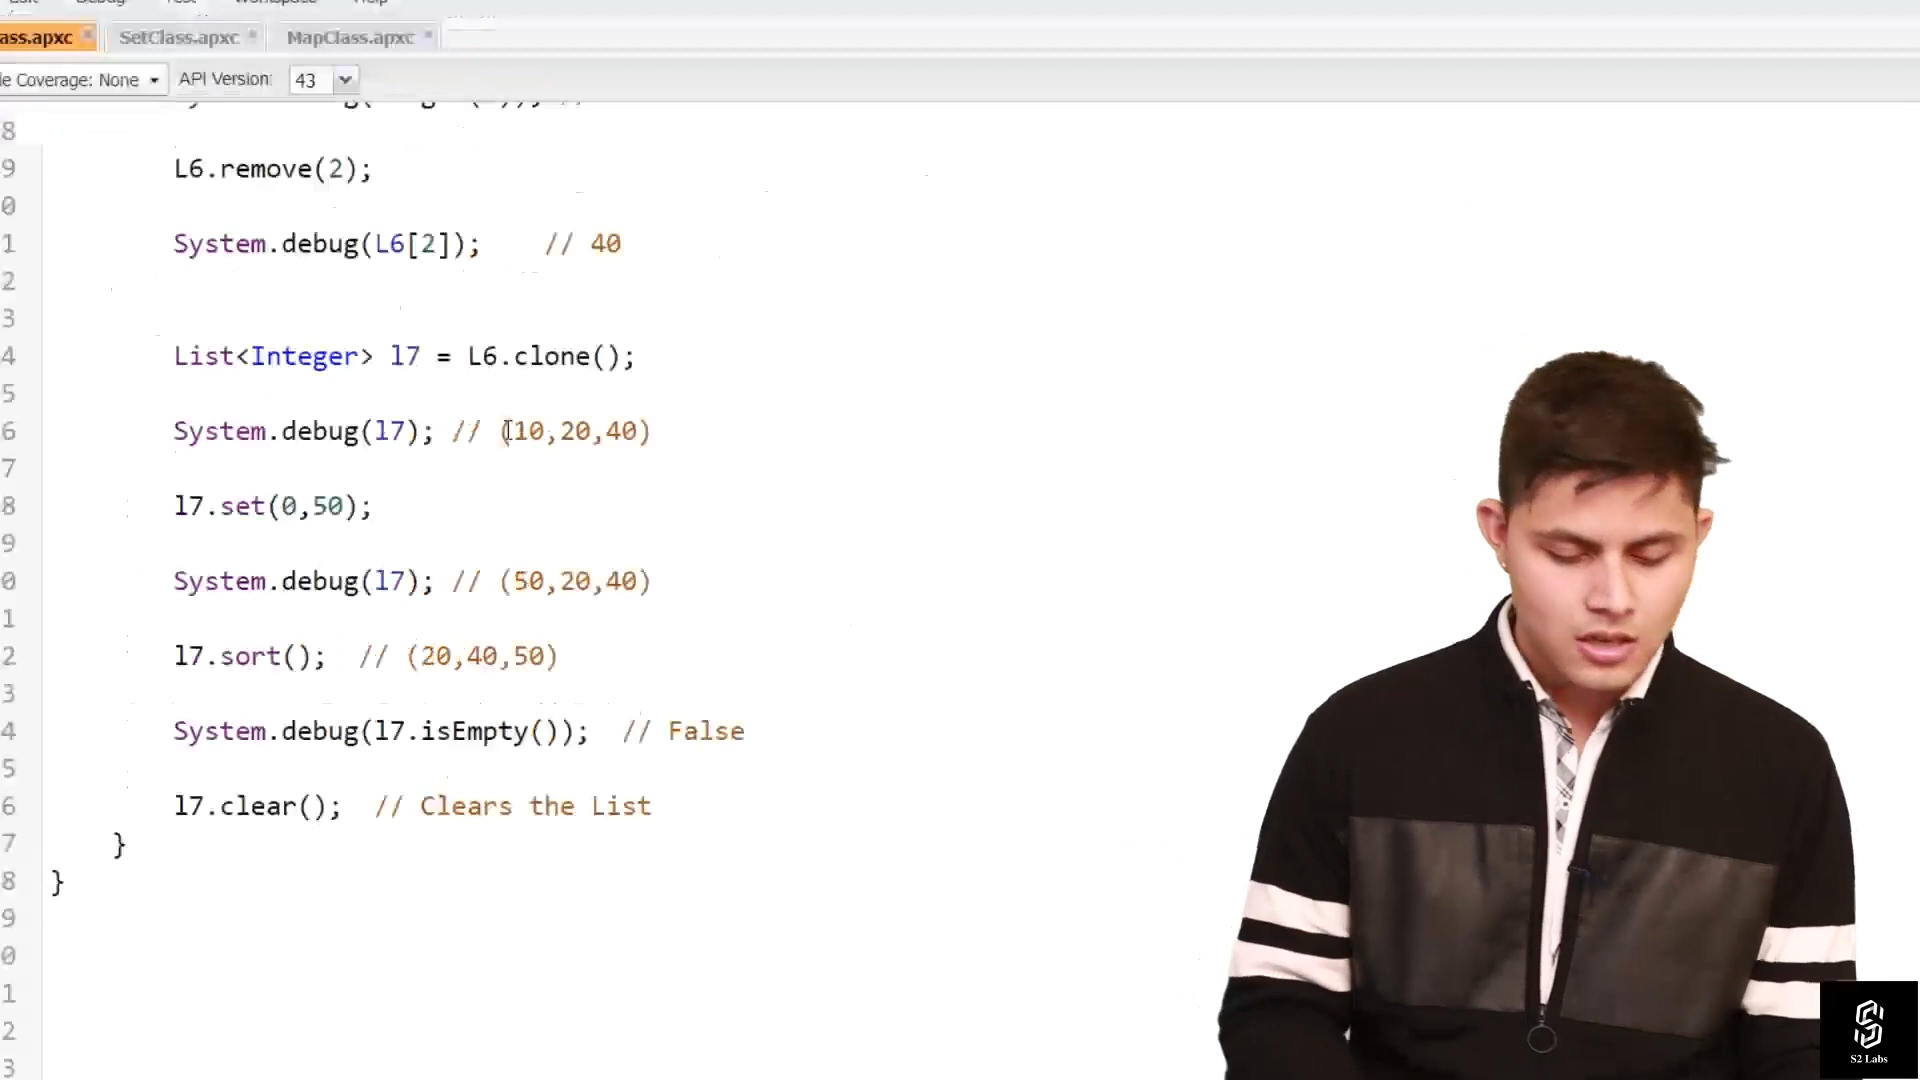 ass.apxc SetClass.apxc MapClass.apxc
le Coverage: None API Version: 43
8
9 L6.remove(2);
0
1 System.debug(L6[2]); // 40
2
3
4 List<Integer> l7 = L6.clone();
5
6 System.debug(l7); // (10,20,40)
7
8 l7.set(0,50);
9
0 System.debug(l7); // (50,20,40)
1
2 l7.sort(); // (20,40,50)
3
4 System.debug(l7.isEmpty()); // False
5
6 l7.clear(); // Clears the List
7 }
8 }
9
0
1
2
3
S2 Labs